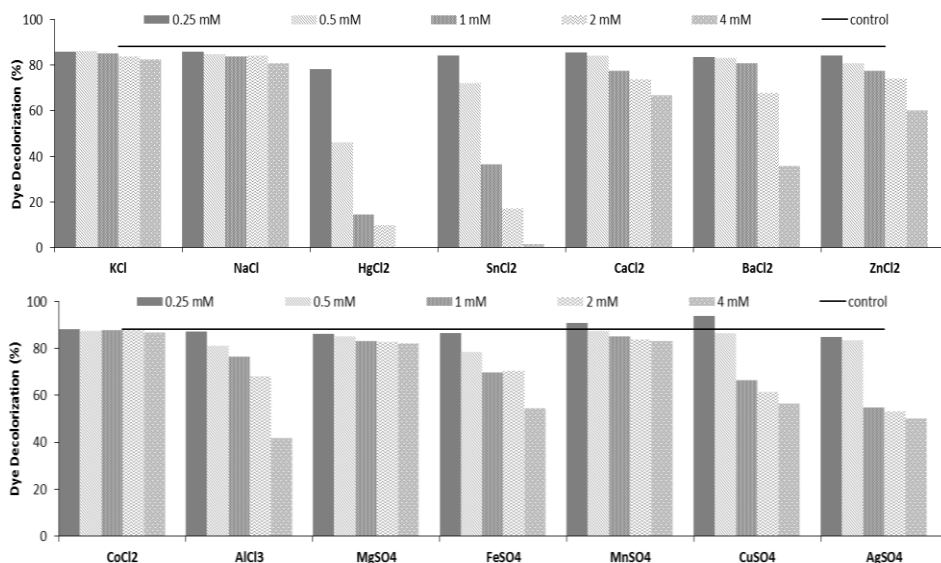 0.25 mM 0.5 mM 1 mM 2 mM 4 mM control
Dye Decolorization (%)
100
80
60
40
20
0
KCl NaCl HgCl2 SnCl2 CaCl2 BaCl2 ZnCl2
0.25 mM 0.5 mM 1 mM 2 mM 4 mM control
Dye Decolorization (%)
100
80
60
40
20
0
CoCl2 AlCl3 MgSO4 FeSO4 MnSO4 CuSO4 AgSO4